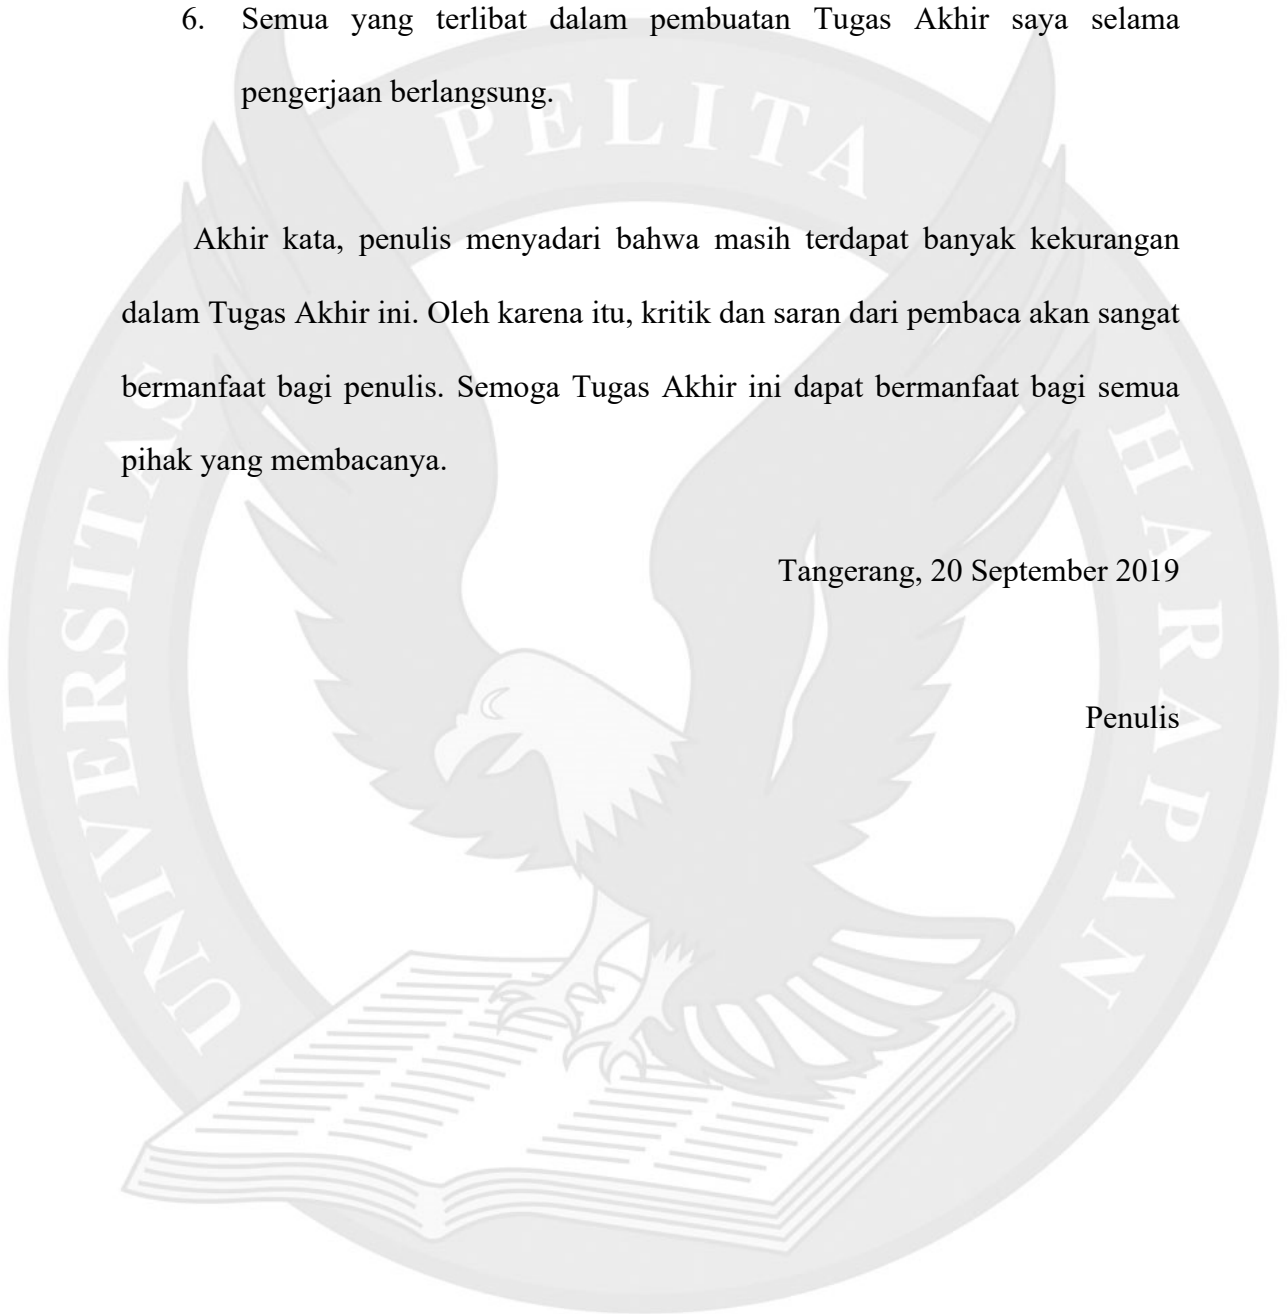 6. Semua yang terlibat dalam pembuatan Tugas Akhir saya selama
pengerjaan berlangsung.
Akhir kata, penulis menyadari bahwa masih terdapat banyak kekurangan
dalam Tugas Akhir ini. Oleh karena itu, kritik dan saran dari pembaca akan sangat
bermanfaat bagi penulis. Semoga Tugas Akhir ini dapat bermanfaat bagi semua
pihak yang membacanya.
Tangerang, 20 September 2019
Penulis
UNIVERSITAS PELITA HARAPAN